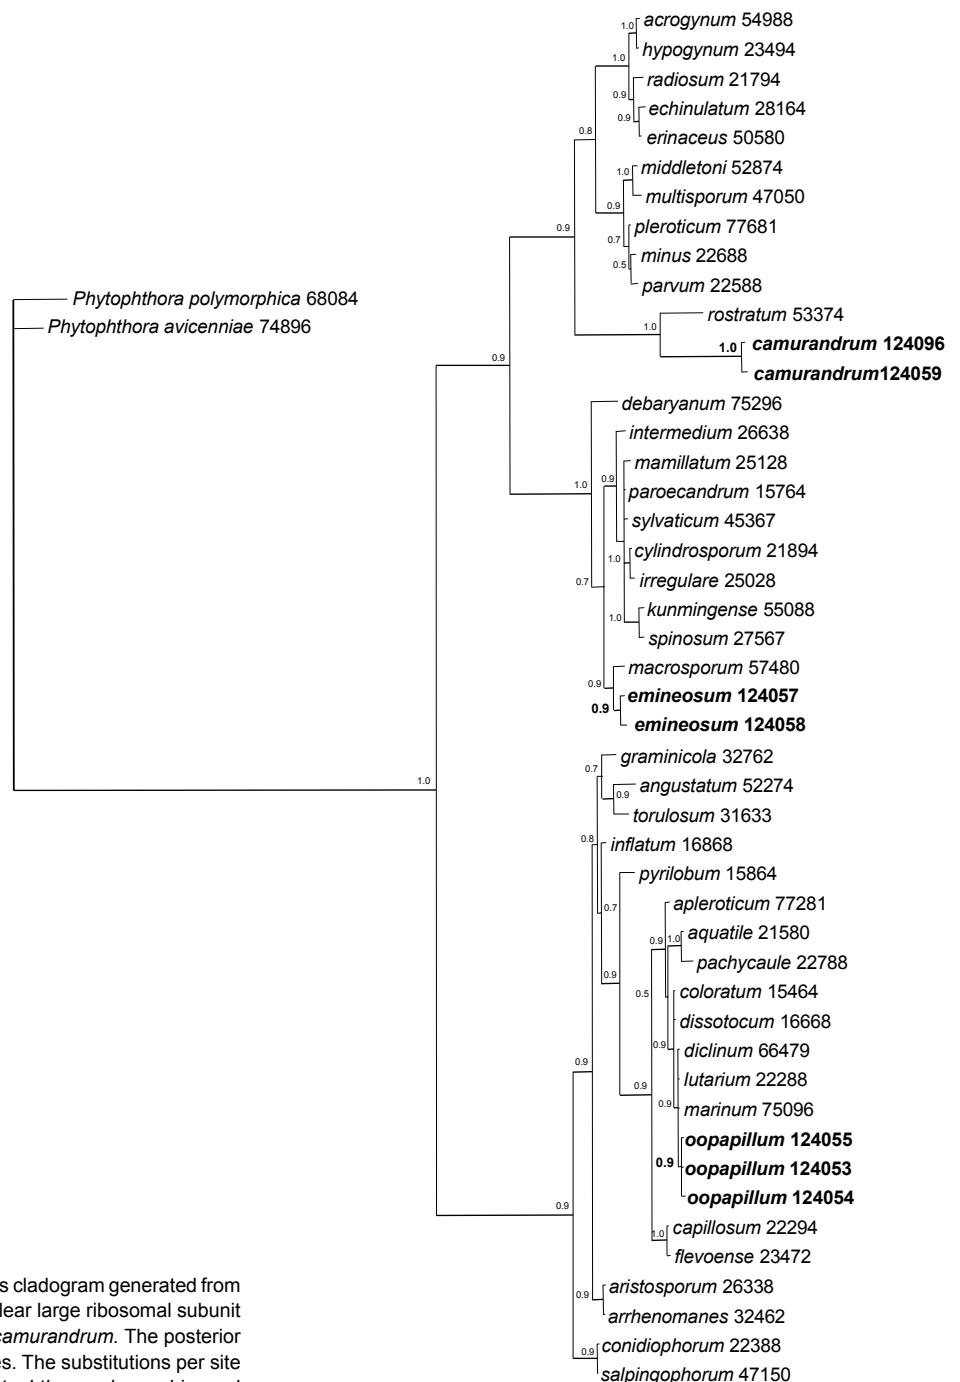 1.0 acrogynum 54988
hypogynum 23494
1.0
radiosum 21794
0.9
echinulatum 28164
0.9
erinaceus 50580
0.8
middletoni 52874
1.0
multisporum 47050
0.9
pleroticum 77681
0.7
minus 22688
0.5
parvum 22588
0.9
Phytophthora polymorphica 68084
Phytophthora avicenniae 74896
rostratum 53374
1.0
camurandrum 124096
1.0
camurandrum124059
0.9
debaryanum 75296
intermedium 26638
mamillatum 25128
0.9
1.0
paroecandrum 15764
sylvaticum 45367
cylindrosporum 21894
1.0
irregulare 25028
0.7
kunmingense 55088
1.0
spinosum 27567
macrosporum 57480
0.9
emineosum 124057
0.9
emineosum 124058
graminicola 32762
0.7
1.0
angustatum 52274
0.9
torulosum 31633
0.8
inflatum 16868
pyrilobum 15864
apleroticum 77281
0.7
aquatile 21580
0.9 1.0
pachycaule 22788
0.9
coloratum 15464
0.5
dissotocum 16668
diclinum 66479
0.9
lutarium 22288
0.9
0.9
marinum 75096
0.9
oopapillum 124055
oopapillum 124053
0.9
oopapillum 124054
0.9
capillosum 22294
1.0
flevoense 23472
aristosporum 26338
0.9
arrhenomanes 32462
conidiophorum 22388
0.9
salpingophorum 47150
s cladogram generated from
lear large ribosomal subunit
camurandrum. The posterior
es. The substitutions per site